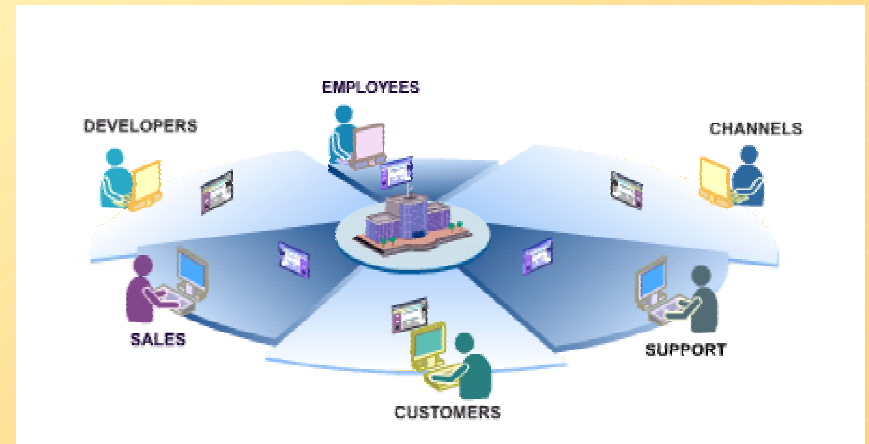 EMPLOYEES
DEVELOPERS
CHANNELS
SALES
SUPPORT
CUSTOMERS